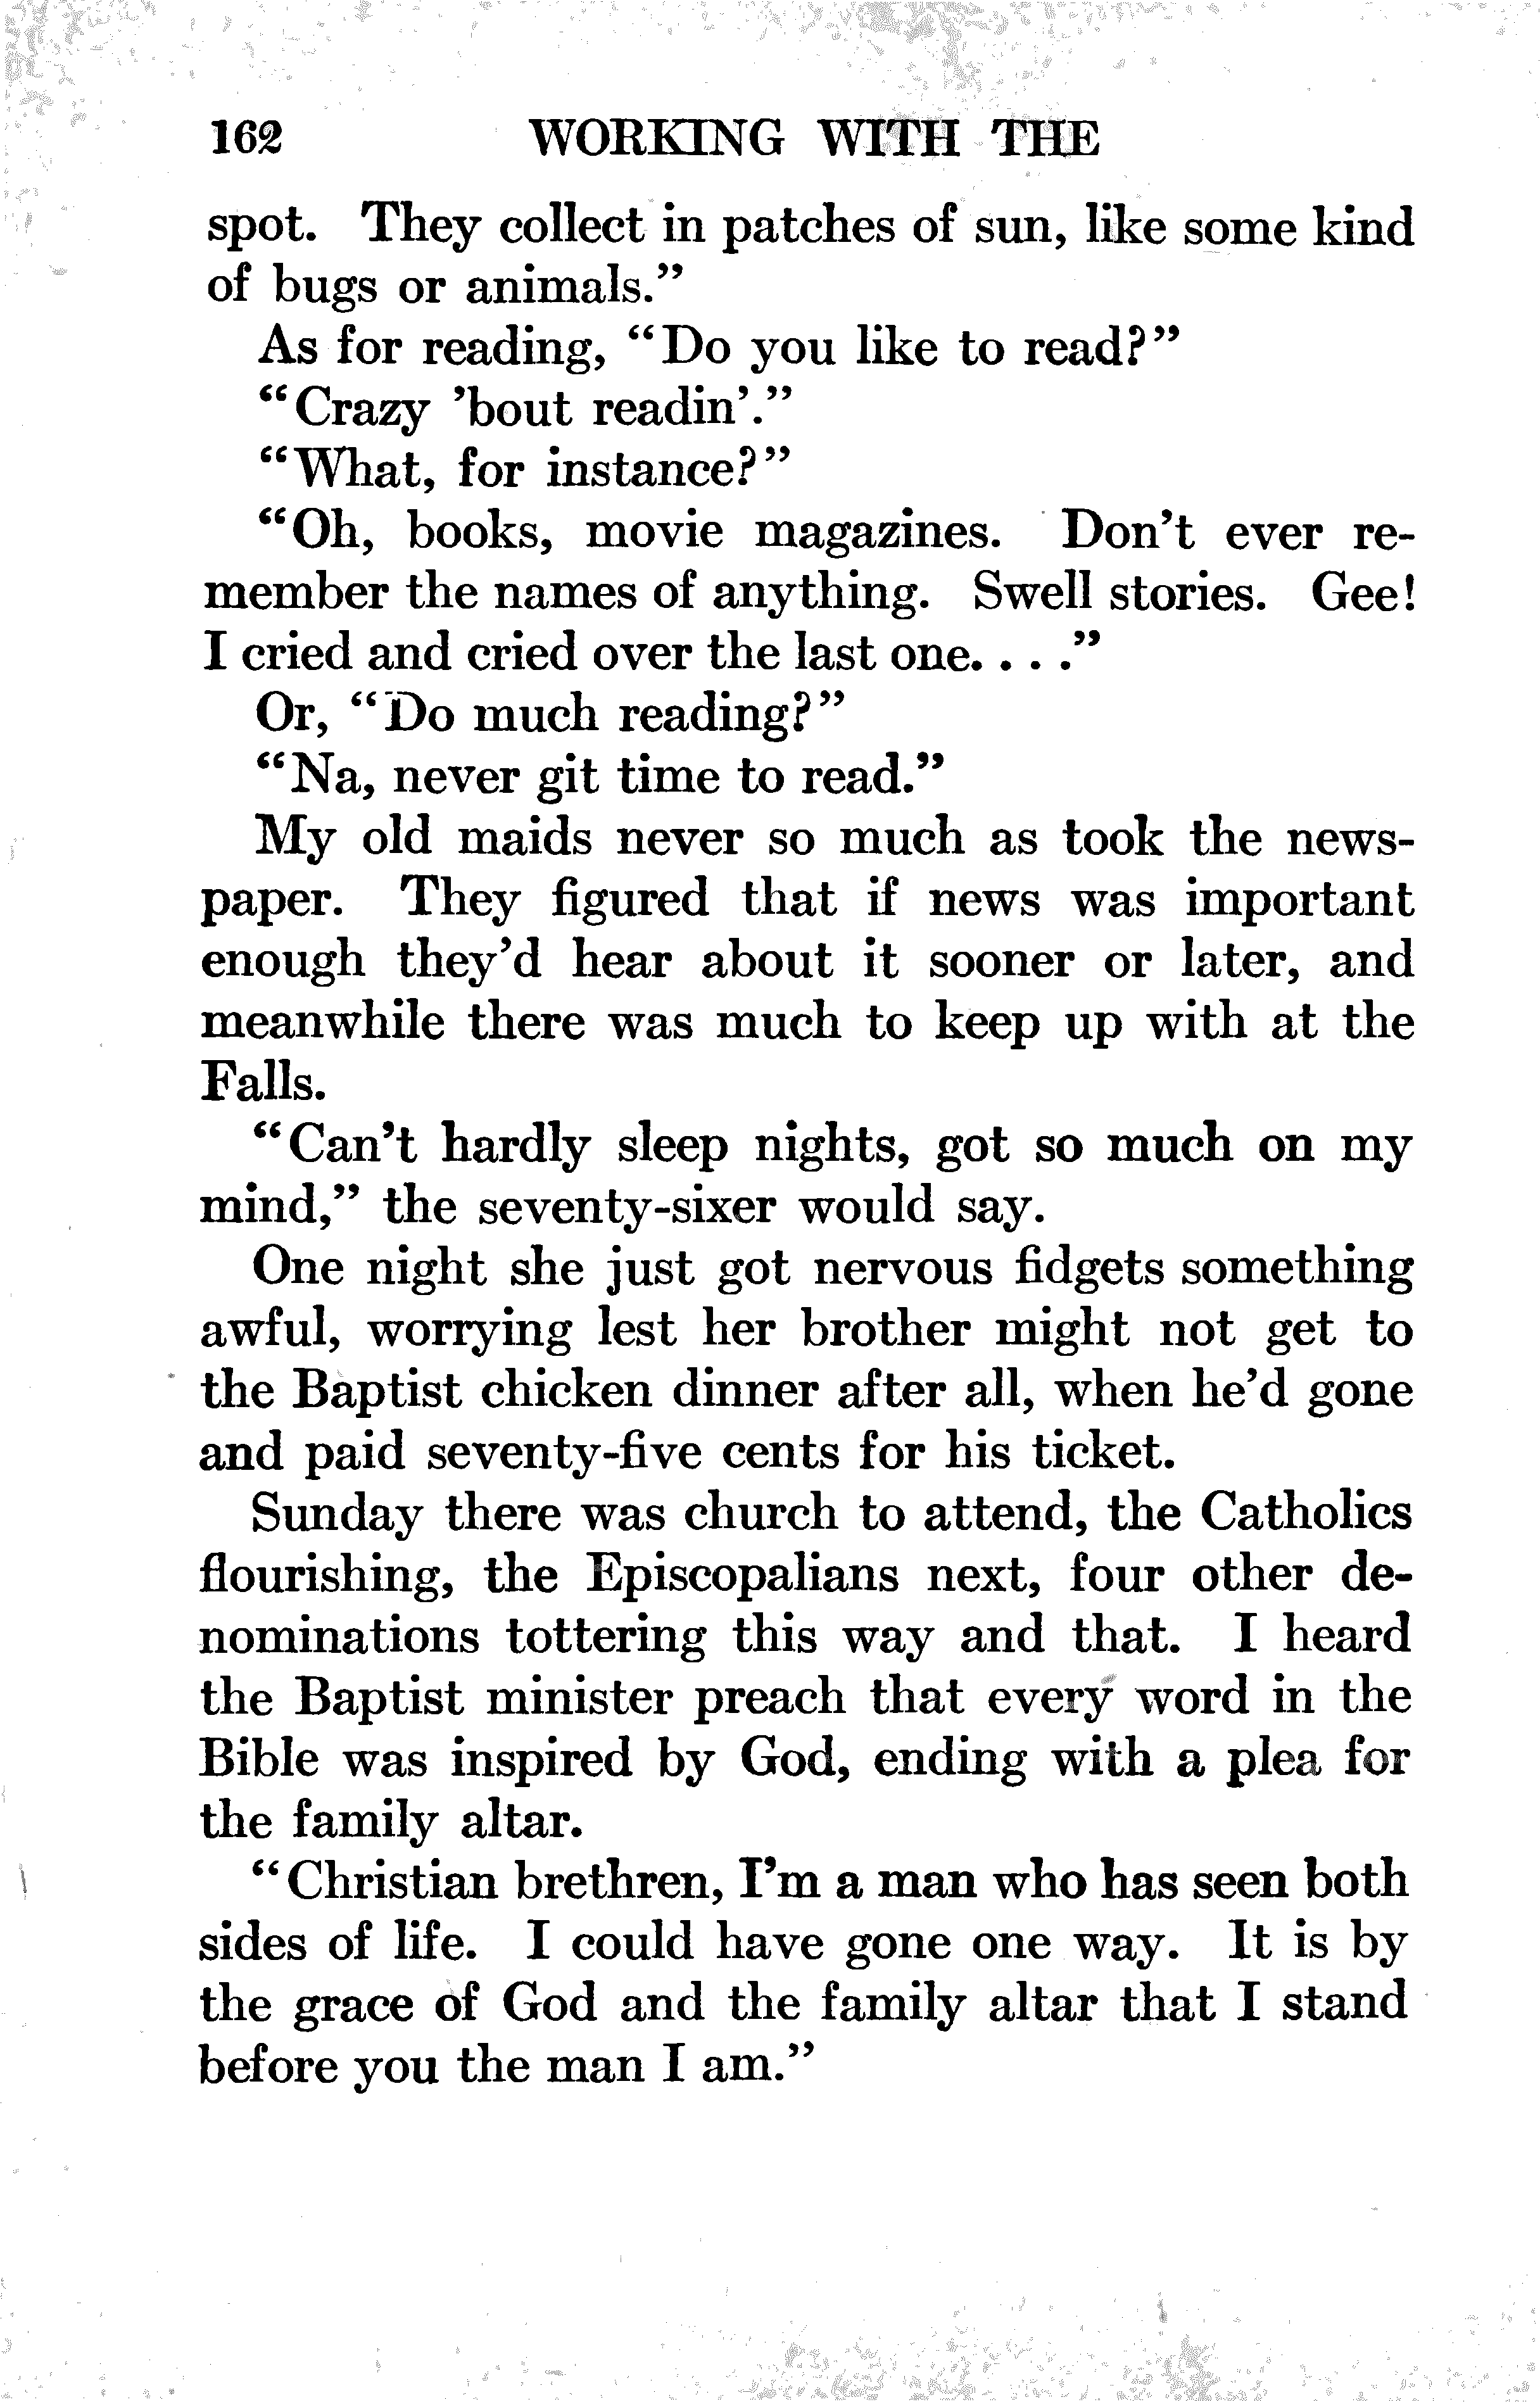 162 WORKING WITH THE
spot. They collect in patches of sun, like some kind
of bugs or animals.”
As for reading, “Do you like to read?”
“Crazy ’bout readin’.”
“What, for instance?”
“Oh, books, movie magazines. Don’t ever re-
member the names of anything. Swell stories. Gee!
I cried and cried over the last one. . . .”
Or, “Do much reading?”
“Na, never git time to read.”
My old maids never so much as took the news-
paper. They figured that if news was important
enough they’d hear about it sooner or later, and
meanwhile there was much to keep up with at the
Falls.
“Can’t hardly sleep nights, got so much on my
mind,” the seventy-sixer would say.
One night she just got nervous fidgets something
awful, worrying lest her brother might not get to
the Baptist chicken dinner after all, when he’d gone
and paid seventy-five cents for his ticket.
Sunday there was church to attend, the Catholics
flourishing, the Episcopalians next, four other de-
nominations tottering this way and that. I heard
the Baptist minister preach that every word in the
Bible was inspired by God, ending with a plea for
the family altar.
“Christian brethren, I’m a man who has seen both
sides of life. I could have gone one way. It is by
the grace of God and the family altar that I stand
before you the man I am.”